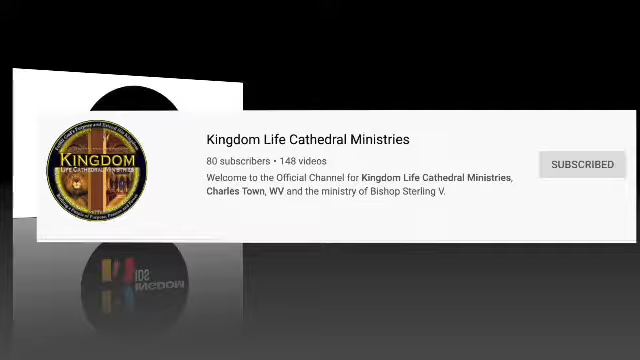 Kingdom Life Cathedral Ministries
80 subscribers • 148 videos
Welcome to the Official Channel for Kingdom Life Cathedral Ministries,
Charles Town, WV and the ministry of Bishop Sterling V.
SUBSCRIBED
KINGDOM
LIFE CATHEDRAL MINISTRIES
KINGDOM